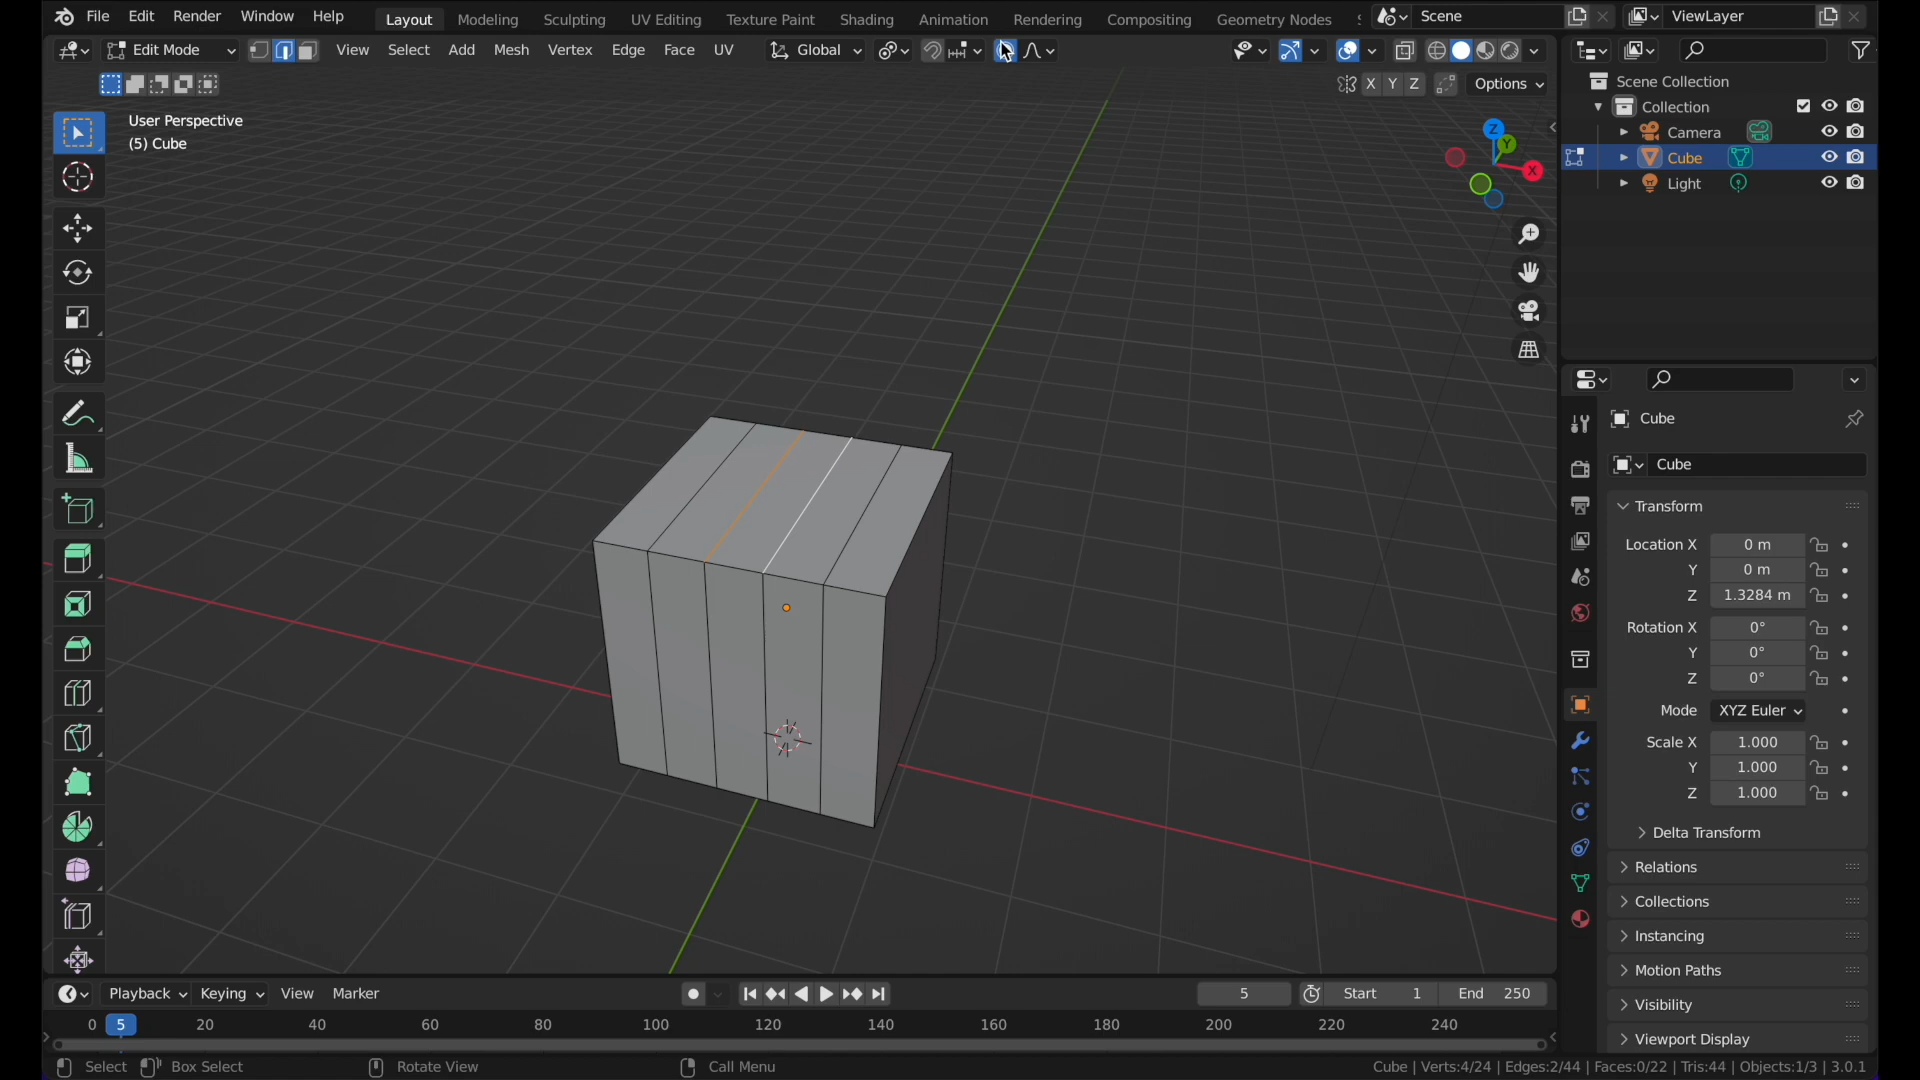 File Edit Render Window Help Layout Modeling Sculpting UV Editing Texture Paint Shading Animation Rendering Compositing Geometry Nodes Scene ViewLayer
Edit Mode View Select Add Mesh Vertex Edge Face UV Global
X Y Z Options
User Perspective
(5) Cube
Z
Y
X
Scene Collection
Collection
Camera
Cube
Light
Cube
Cube
Transform
Location X 0 m
Y 0 m
Z 1.3284 m
Rotation X 0°
Y 0°
Z 0°
Mode XYZ Euler
Scale X 1.000
Y 1.000
Z 1.000
Delta Transform
Relations
Collections
Instancing
Motion Paths
Visibility
Viewport Display
Playback Keying View Marker 5 Start 1 End 250
0 5 20 40 60 80 100 120 140 160 180 200 220 240
Select Box Select Rotate View Call Menu Cube | Verts:4/24 | Edges:2/44 | Faces:0/22 | Tris:44 | Objects:1/3 | 3.0.1